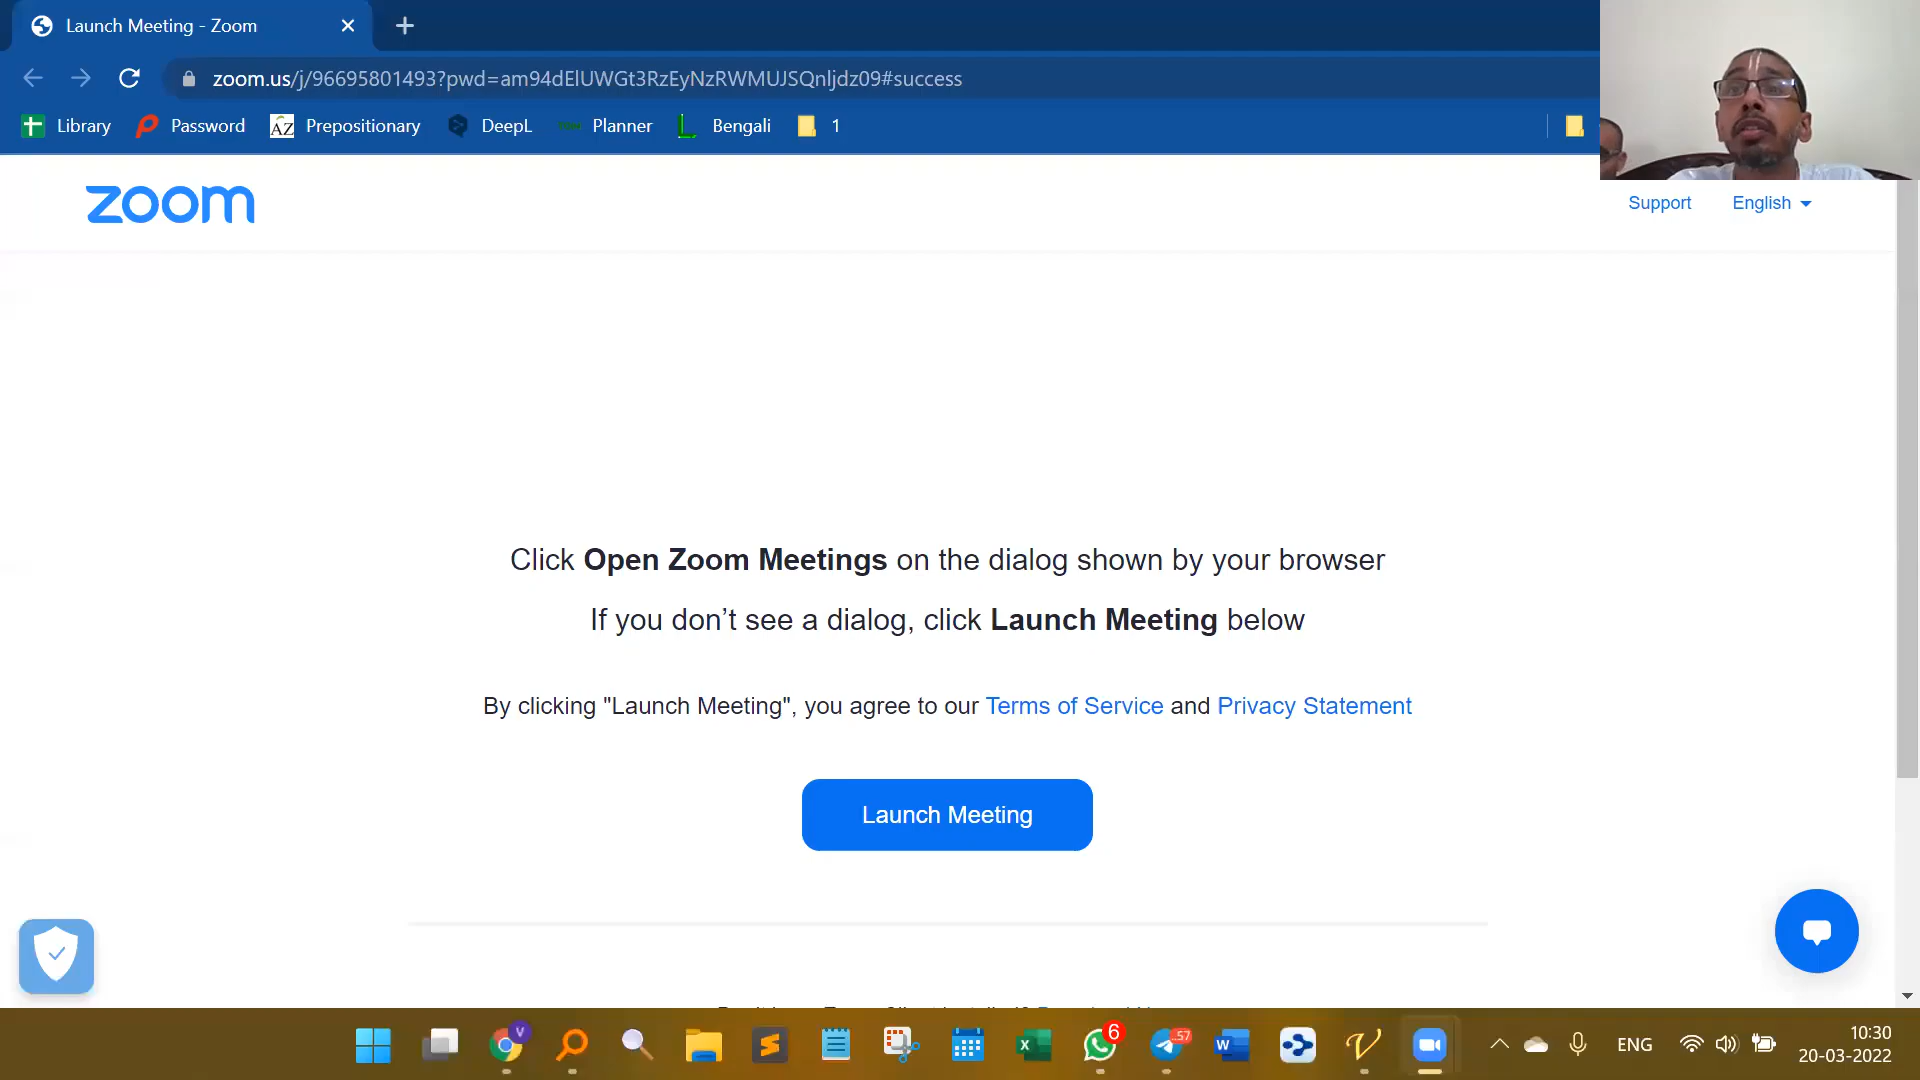 Launch Meeting - Zoom
zoom.us/j/96695801493?pwd=am94dElUWGt3RzEyNzRWMUJSQnljdz09#success
Library Password AZ Prepositionary DeepL Planner Bengali 1
zoom
Support English
Click Open Zoom Meetings on the dialog shown by your browser
If you don’t see a dialog, click Launch Meeting below
By clicking "Launch Meeting", you agree to our Terms of Service and Privacy Statement
Launch Meeting
V 6 57
ENG
10:30
20-03-2022